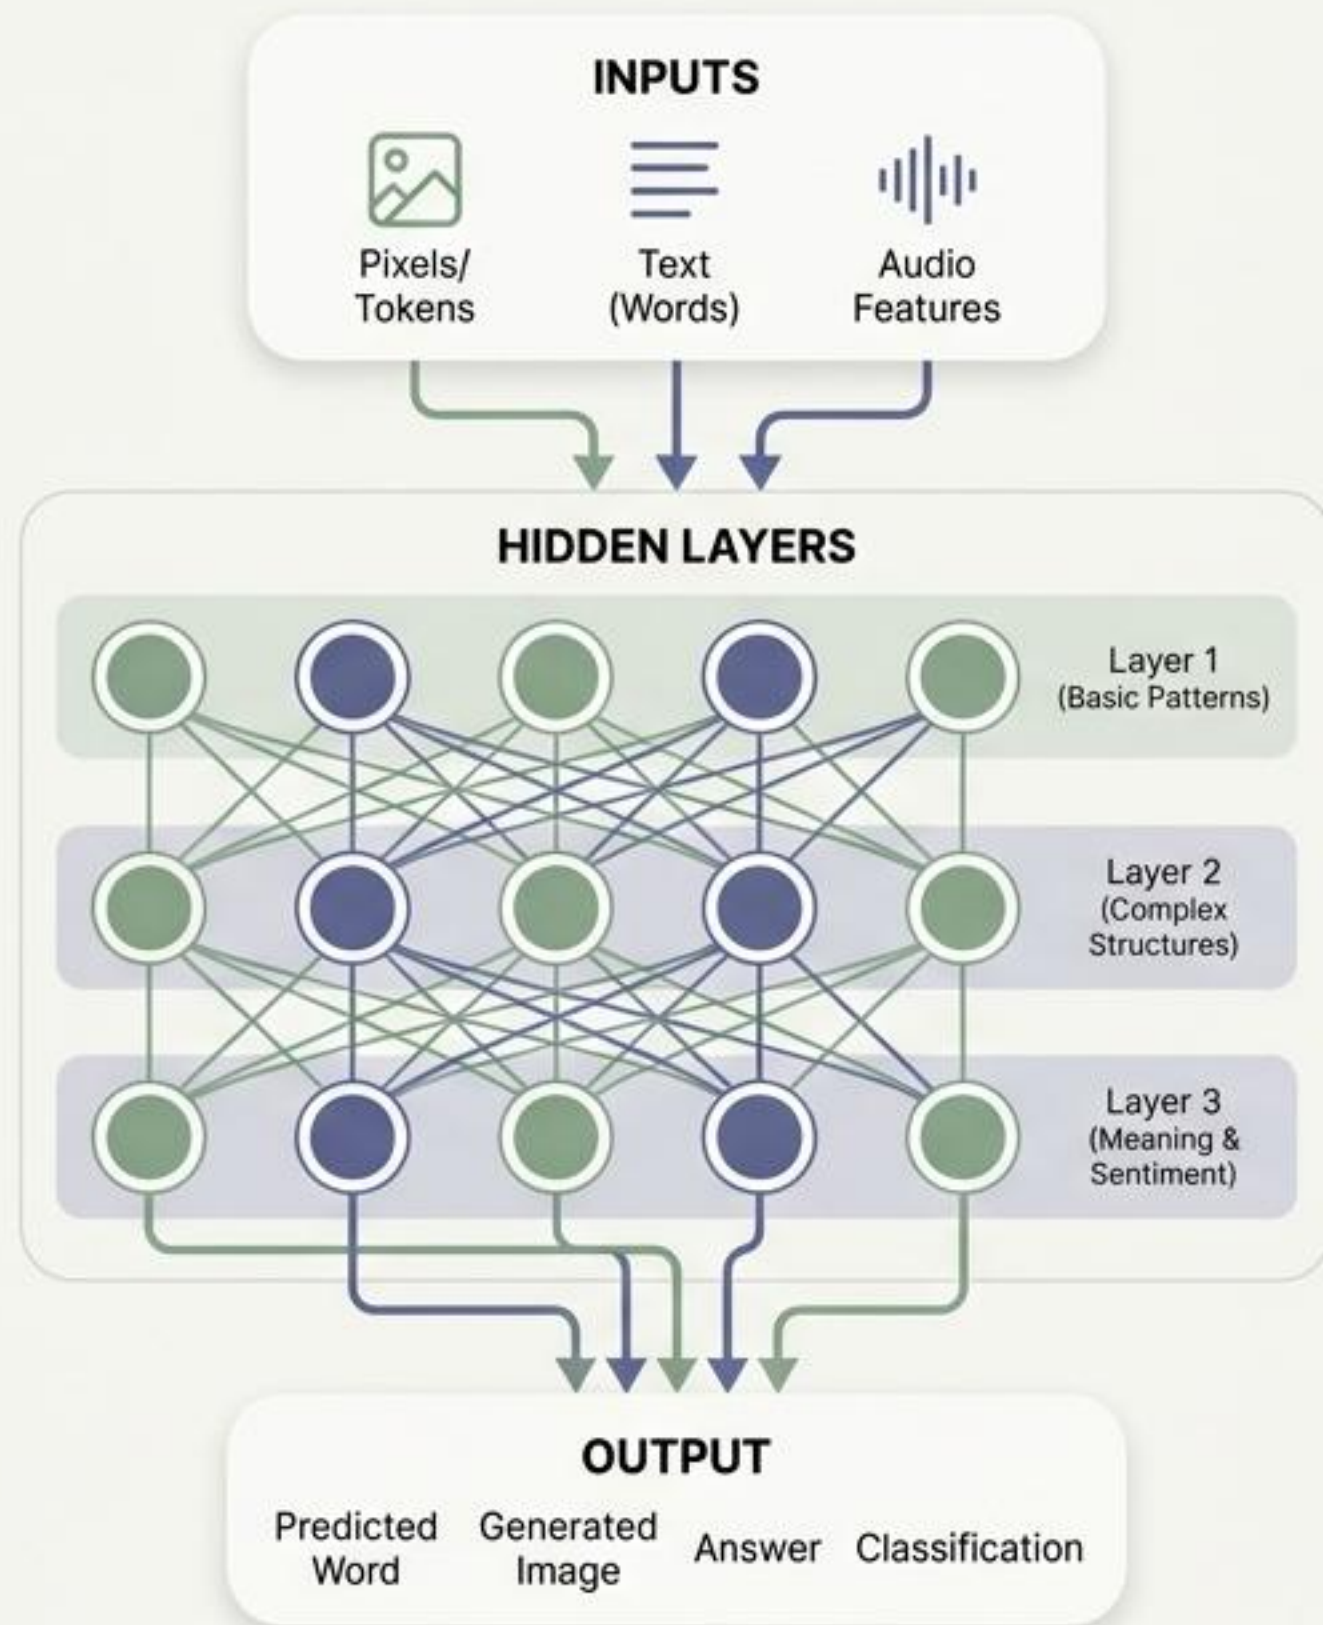 INPUTS
Pixels/
Tokens
Text
(Words)
Audio
Features
HIDDEN LAYERS
Layer 1
(Basic Patterns)
Layer 2
(Complex
Structures)
Layer 3
(Meaning &
Sentiment)
OUTPUT
Predicted
Word
Generated
Image
Answer
Classification